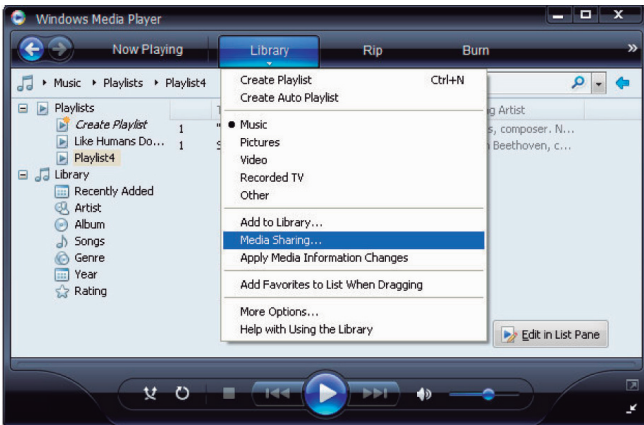 Windows Media Player
Now Playing
Library
Rip
Burn
Music
Playlists
Playlist4
Playlists
Create Playlist
Like Humans Do...
Playlist4
Library
Recently Added
Artist
Album
Songs
Genre
Year
Rating
1
1
Create Playlist Ctrl+N
Create Auto Playlist
Music
Pictures
Video
Recorded TV
Other
Add to Library...
Media Sharing...
Apply Media Information Changes
Add Favorites to List When Dragging
More Options...
Help with Using the Library
Artist
, composer. N...
Beethoven, c...
Edit in List Pane